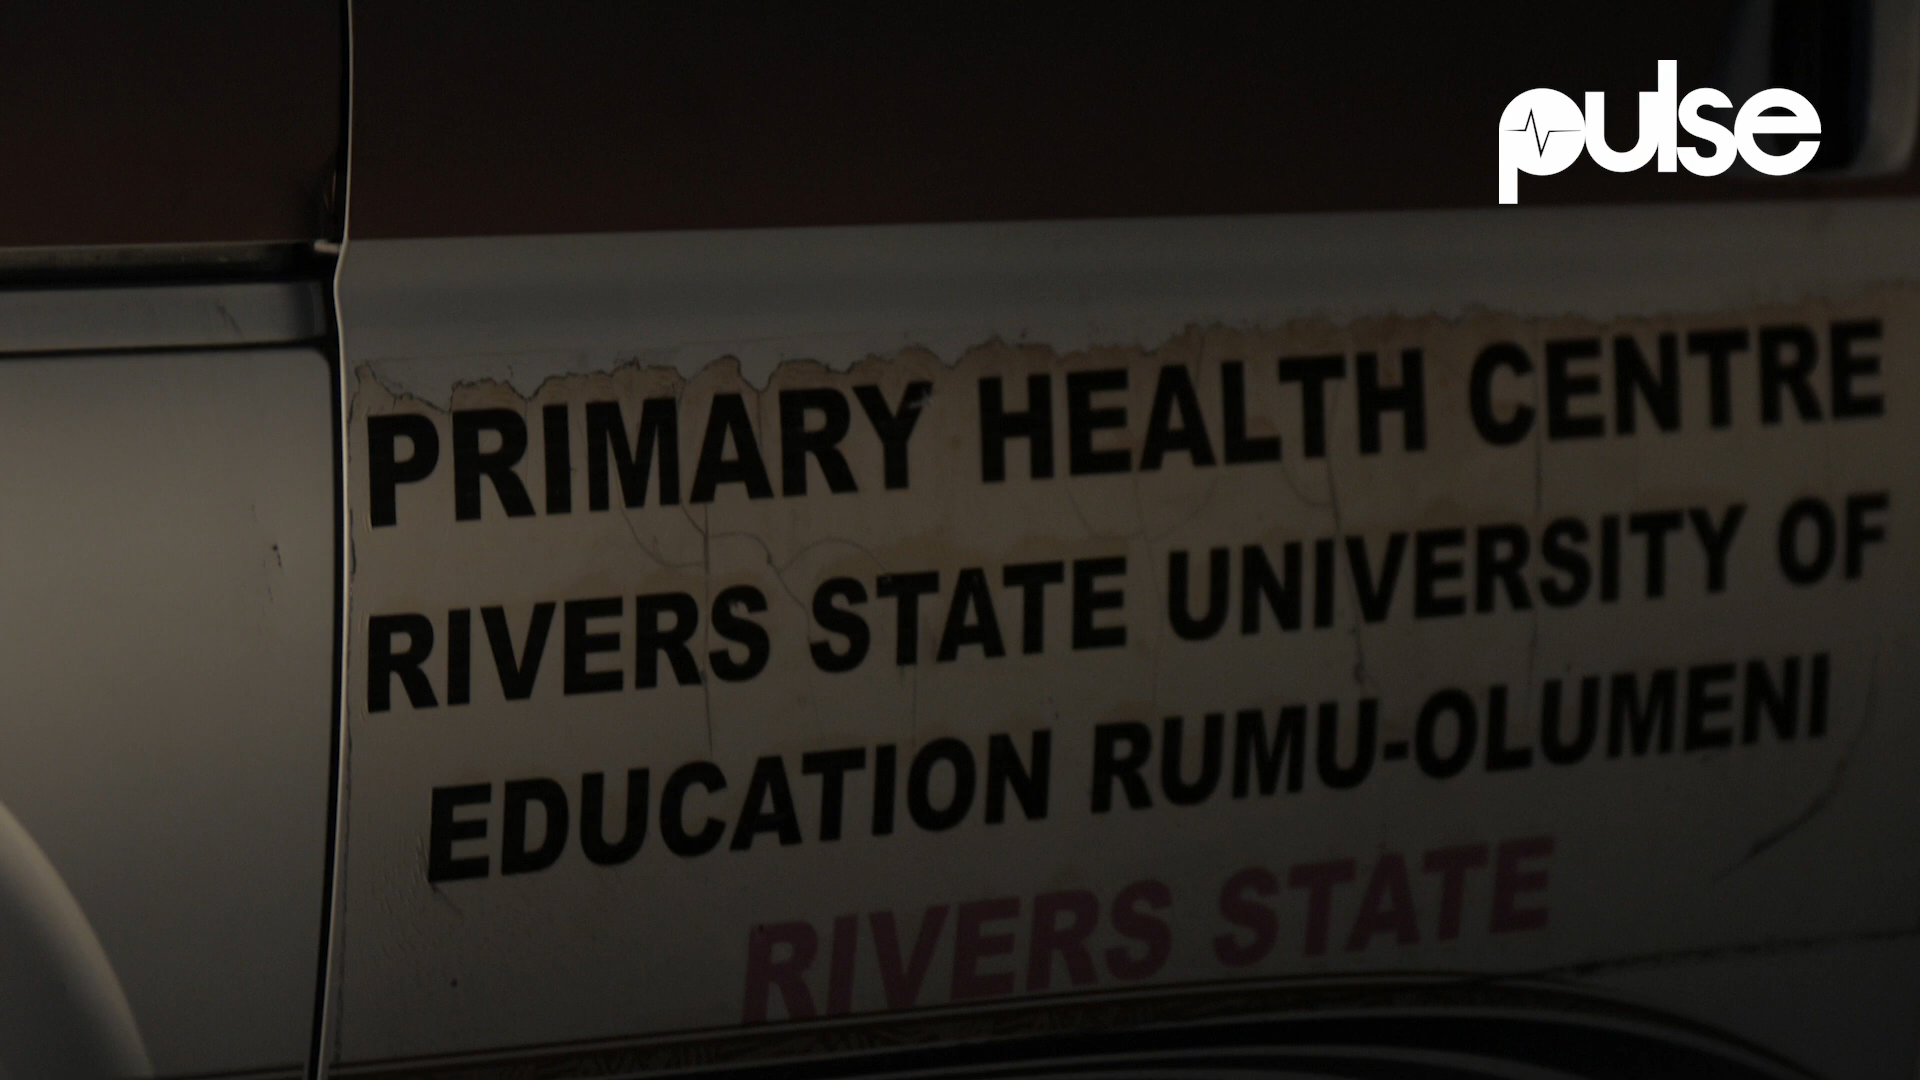 pulse
PRIMARY HEALTH CENTRE
RIVERS STATE UNIVERSITY OF
EDUCATION RUMU-OLUMENI
RIVERS STATE